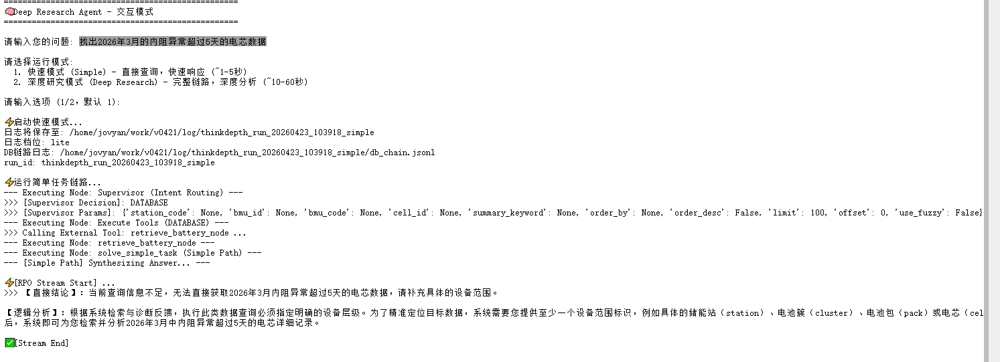 ==================================================
🧠Deep Research Agent - 交互模式
==================================================
请输入您的问题: 找出2026年3月的内阻异常超过5天的电芯数据
请选择运行模式:
1. 快速模式 (Simple) - 直接查询，快速响应 (~1-5秒)
2. 深度研究模式 (Deep Research) - 完整链路，深度分析 (~10-60秒)
请输入选项 (1/2，默认 1):
⚡启动快速模式...
日志将保存至: /home/jovyan/work/v0421/log/thinkdepth_run_20260423_103918_simple
日志档位: lite
DB链路日志: /home/jovyan/work/v0421/log/thinkdepth_run_20260423_103918_simple/db_chain.jsonl
run_id: thinkdepth_run_20260423_103918_simple
⚡运行简单任务链路...
--- Executing Node: Supervisor (Intent Routing) ---
>>> [Supervisor Decision]: DATABASE
>>> [Supervisor Params]: {'station_code': None, 'bmu_id': None, 'bmu_code': None, 'cell_id': None, 'summary_keyword': None, 'order_by': None, 'order_desc': False, 'limit': 100, 'offset': 0, 'use_fuzzy': False}
--- Executing Node: Execute Tools (DATABASE) ---
>>> Calling External Tool: retrieve_battery_node ...
--- Executing Node: retrieve_battery_node ---
--- Executing Node: solve_simple_task (Simple Path) ---
--- [Simple Path] Synthesizing Answer... ---
⚡[RPO Stream Start] ...
>>> 【直接结论】：当前查询信息不足，无法直接获取2026年3月内阻异常超过5天的电芯数据，请补充具体的设备范围。
【逻辑分析】：根据系统检索与诊断反馈，执行此类数据查询必须指定明确的设备层级。为了精准定位目标数据，系统需要您提供至少一个设备范围标识，例如具体的储能站（station）、电池簇（cluster）、电池包（pack）或电芯（cel
后，系统即可为您检索并分析2026年3月中内阻异常超过5天的电芯详细记录。
✅[Stream End]